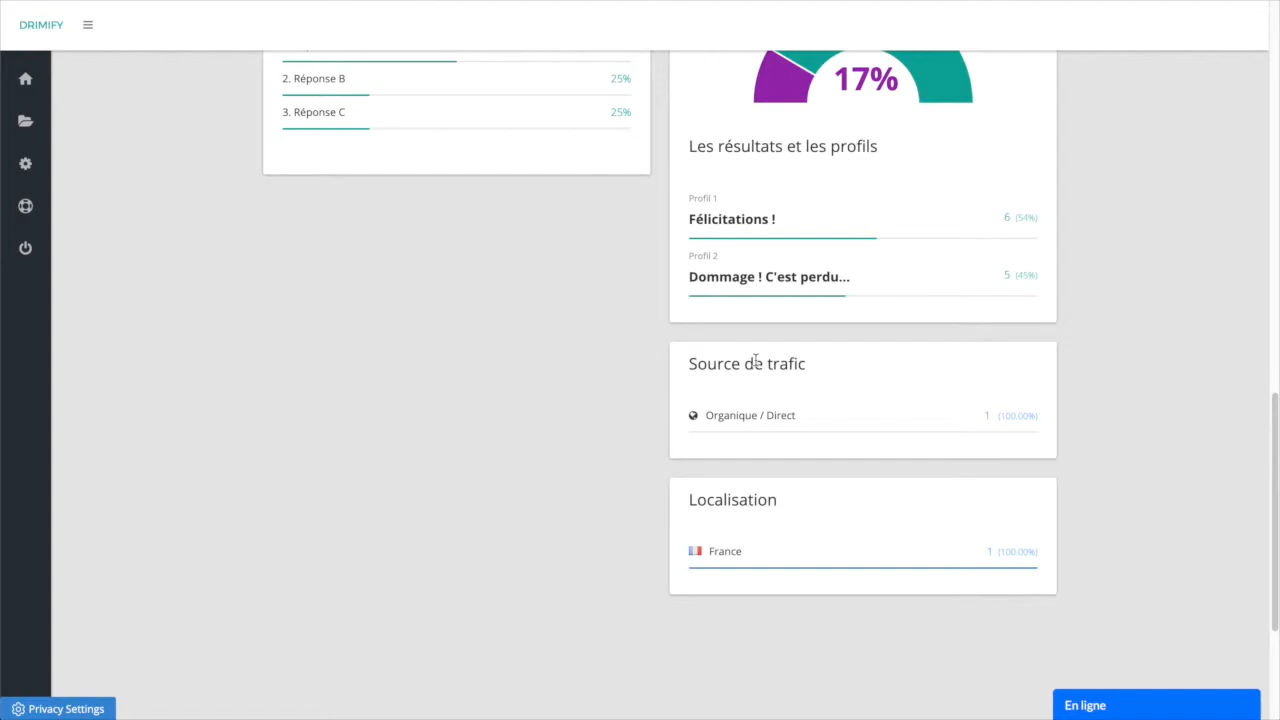 DRIMIFY
2. Réponse B
25%
3. Réponse C
25%
17%
Les résultats et les profils
Profil 1
Félicitations !
6 (54%)
Profil 2
Dommage ! C'est perdu...
5 (45%)
Source de trafic
Organique / Direct
1 (100.00%)
Localisation
France
1 (100.00%)
Privacy Settings
En ligne